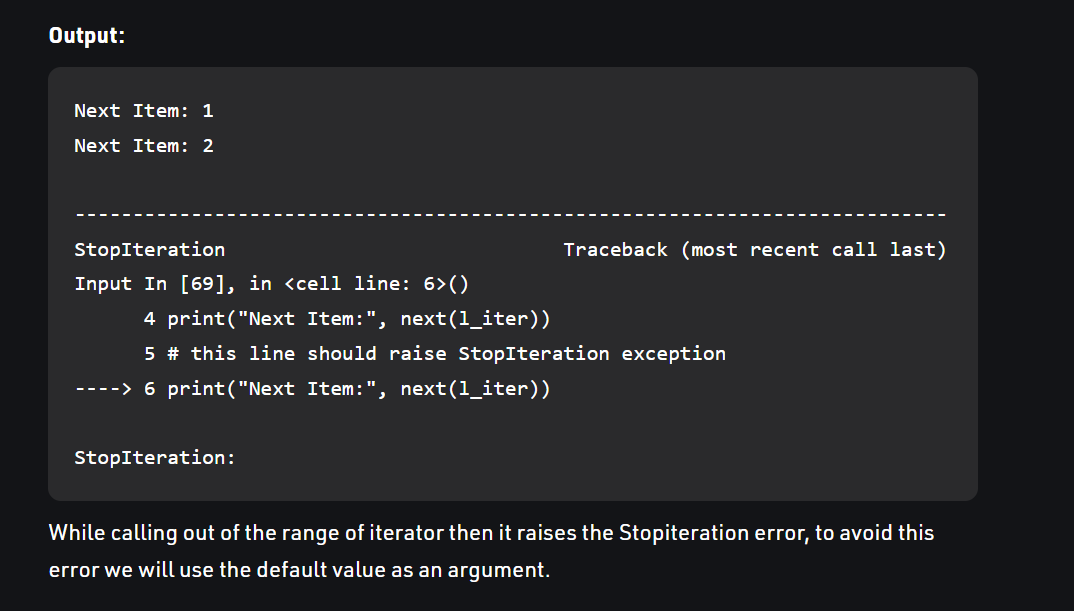 Output:
Next Item: 1
Next Item: 2
---------------------------------------------------------------------------
StopIteration                             Traceback (most recent call last)
Input In [69], in <cell line: 6>()
      4 print("Next Item:", next(l_iter))
      5 # this line should raise StopIteration exception
----> 6 print("Next Item:", next(l_iter))
StopIteration:
While calling out of the range of iterator then it raises the Stopiteration error, to avoid this
error we will use the default value as an argument.